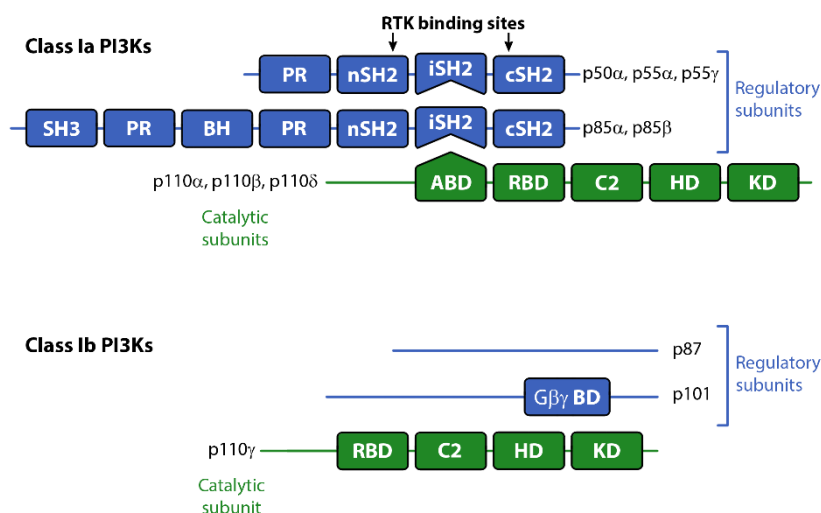 RTK binding sites
Class Ia PI3Ks
PR nSH2 iSH2 cSH2 p50α, p55α, p55γ
Regulatory
subunits
SH3 PR BH PR nSH2 iSH2 cSH2 p85α, p85β
p110α, p110β, p110δ ABD RBD C2 HD KD
Catalytic
subunits
Class Ib PI3Ks
p87
Regulatory
subunits
Gβγ BD p101
p110γ RBD C2 HD KD
Catalytic
subunit